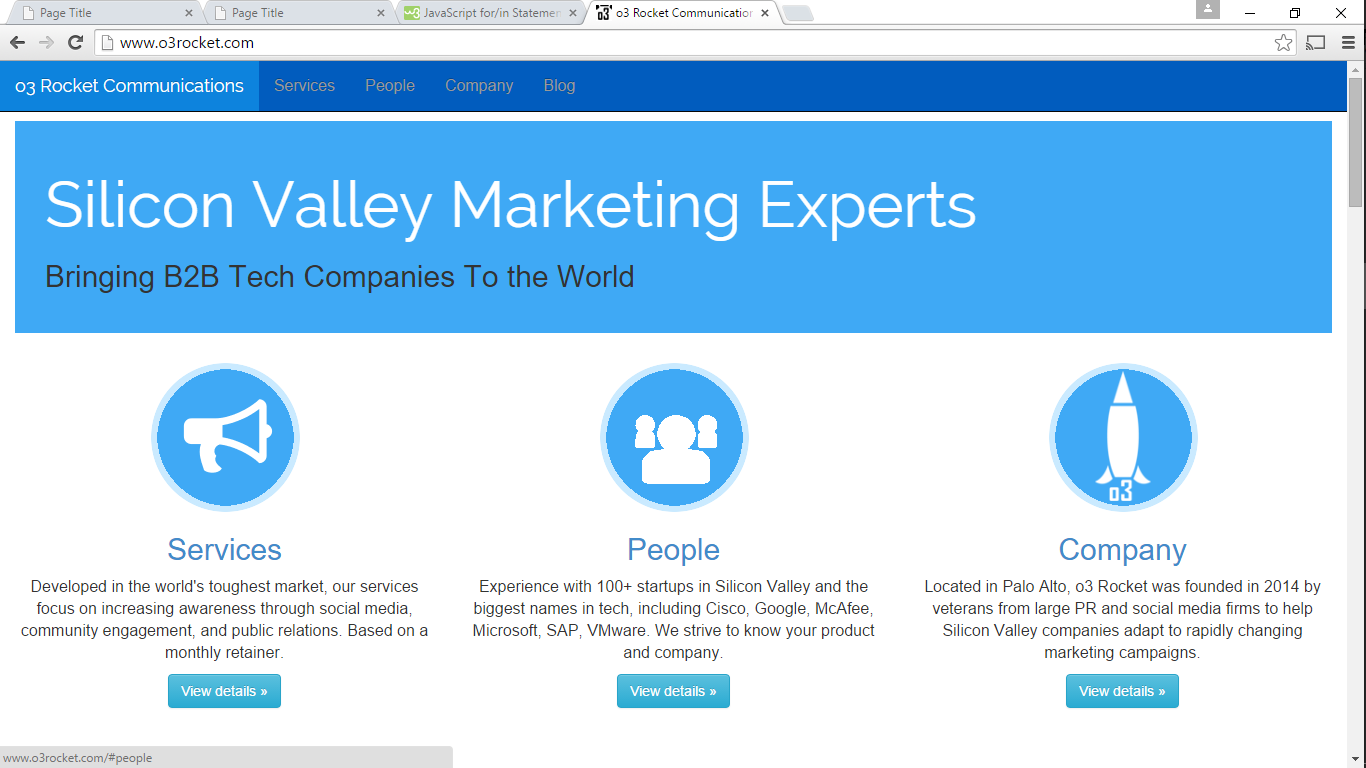 Page Title
Page Title
JavaScript for/in Statemen
o3 Rocket Communication
www.o3rocket.com
o3 Rocket Communications Services People Company Blog
Silicon Valley Marketing Experts
Bringing B2B Tech Companies To the World
o3
Services
Developed in the world's toughest market, our services
focus on increasing awareness through social media,
community engagement, and public relations. Based on a
monthly retainer.
View details »
People
Experience with 100+ startups in Silicon Valley and the
biggest names in tech, including Cisco, Google, McAfee,
Microsoft, SAP, VMware. We strive to know your product
and company.
View details »
Company
Located in Palo Alto, o3 Rocket was founded in 2014 by
veterans from large PR and social media firms to help
Silicon Valley companies adapt to rapidly changing
marketing campaigns.
View details »
www.o3rocket.com/#people